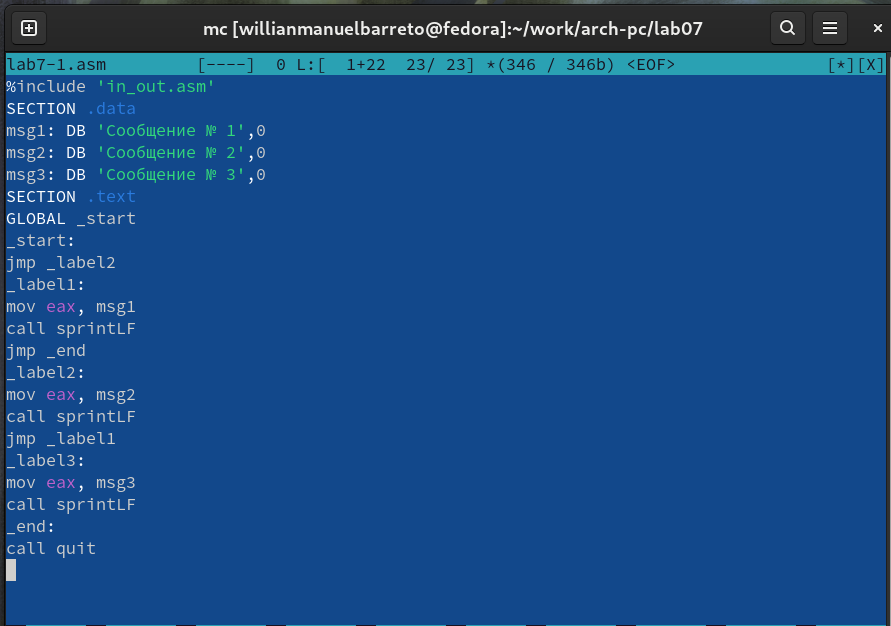 mc [willianmanuelbarreto@fedora]:~/work/arch-pc/lab07
lab7-1.asm [----] 0 L:[ 1+22 23/ 23] *(346 / 346b) <EOF> [*][X]
%include 'in_out.asm'
SECTION .data
msg1: DB 'Сообщение № 1',0
msg2: DB 'Сообщение № 2',0
msg3: DB 'Сообщение № 3',0
SECTION .text
GLOBAL _start
_start:
jmp _label2
_label1:
mov eax, msg1
call sprintLF
jmp _end
_label2:
mov eax, msg2
call sprintLF
jmp _label1
_label3:
mov eax, msg3
call sprintLF
_end:
call quit